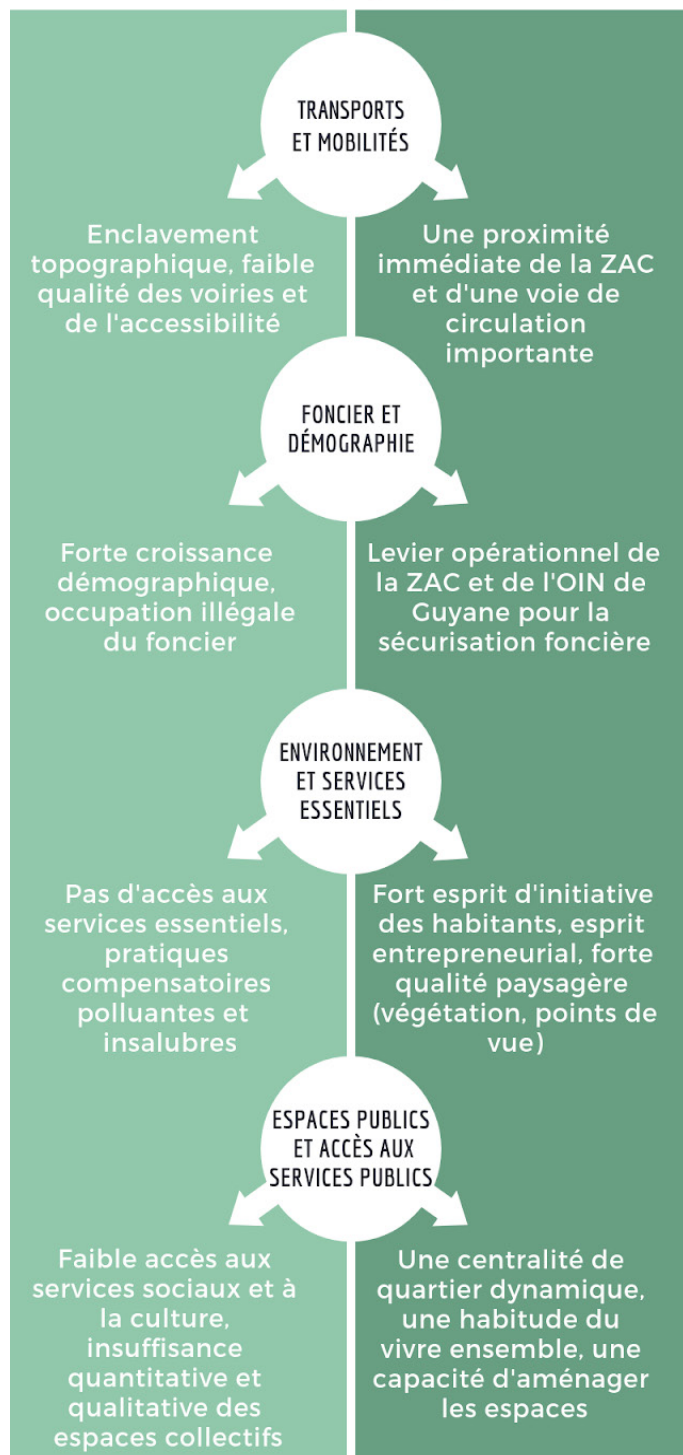 TRANSPORTS
ET MOBILITÉS
Enclavement
topographique, faible
qualité des voiries et
de l'accessibilité
Une proximité
immédiate de la ZAC
et d'une voie de
circulation
importante
FONCIER ET
DÉMOGRAPHIE
Forte croissance
démographique,
occupation illégale
du foncier
Levier opérationnel de
la ZAC et de l'OIN de
Guyane pour la
sécurisation foncière
ENVIRONNEMENT
ET SERVICES
ESSENTIELS
Pas d'accès aux
services essentiels,
pratiques
compensatoires
polluantes et
insalubres
Fort esprit d'initiative
des habitants, esprit
entrepreneurial, forte
qualité paysagère
(végétation, points de
vue)
ESPACES PUBLICS
ET ACCÈS AUX
SERVICES PUBLICS
Faible accès aux
services sociaux et à
la culture,
insuffisance
quantitative et
qualitative des
espaces collectifs
Une centralité de
quartier dynamique,
une habitude du
vivre ensemble, une
capacité d'aménager
les espaces